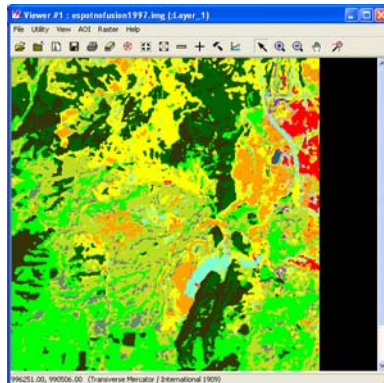 Viewer #1 : espotnofusion1997.img (:Layer_1)
File Utility View AOI Raster Help
996251.00, 990506.00 (Transverse Mercator / International 1909)